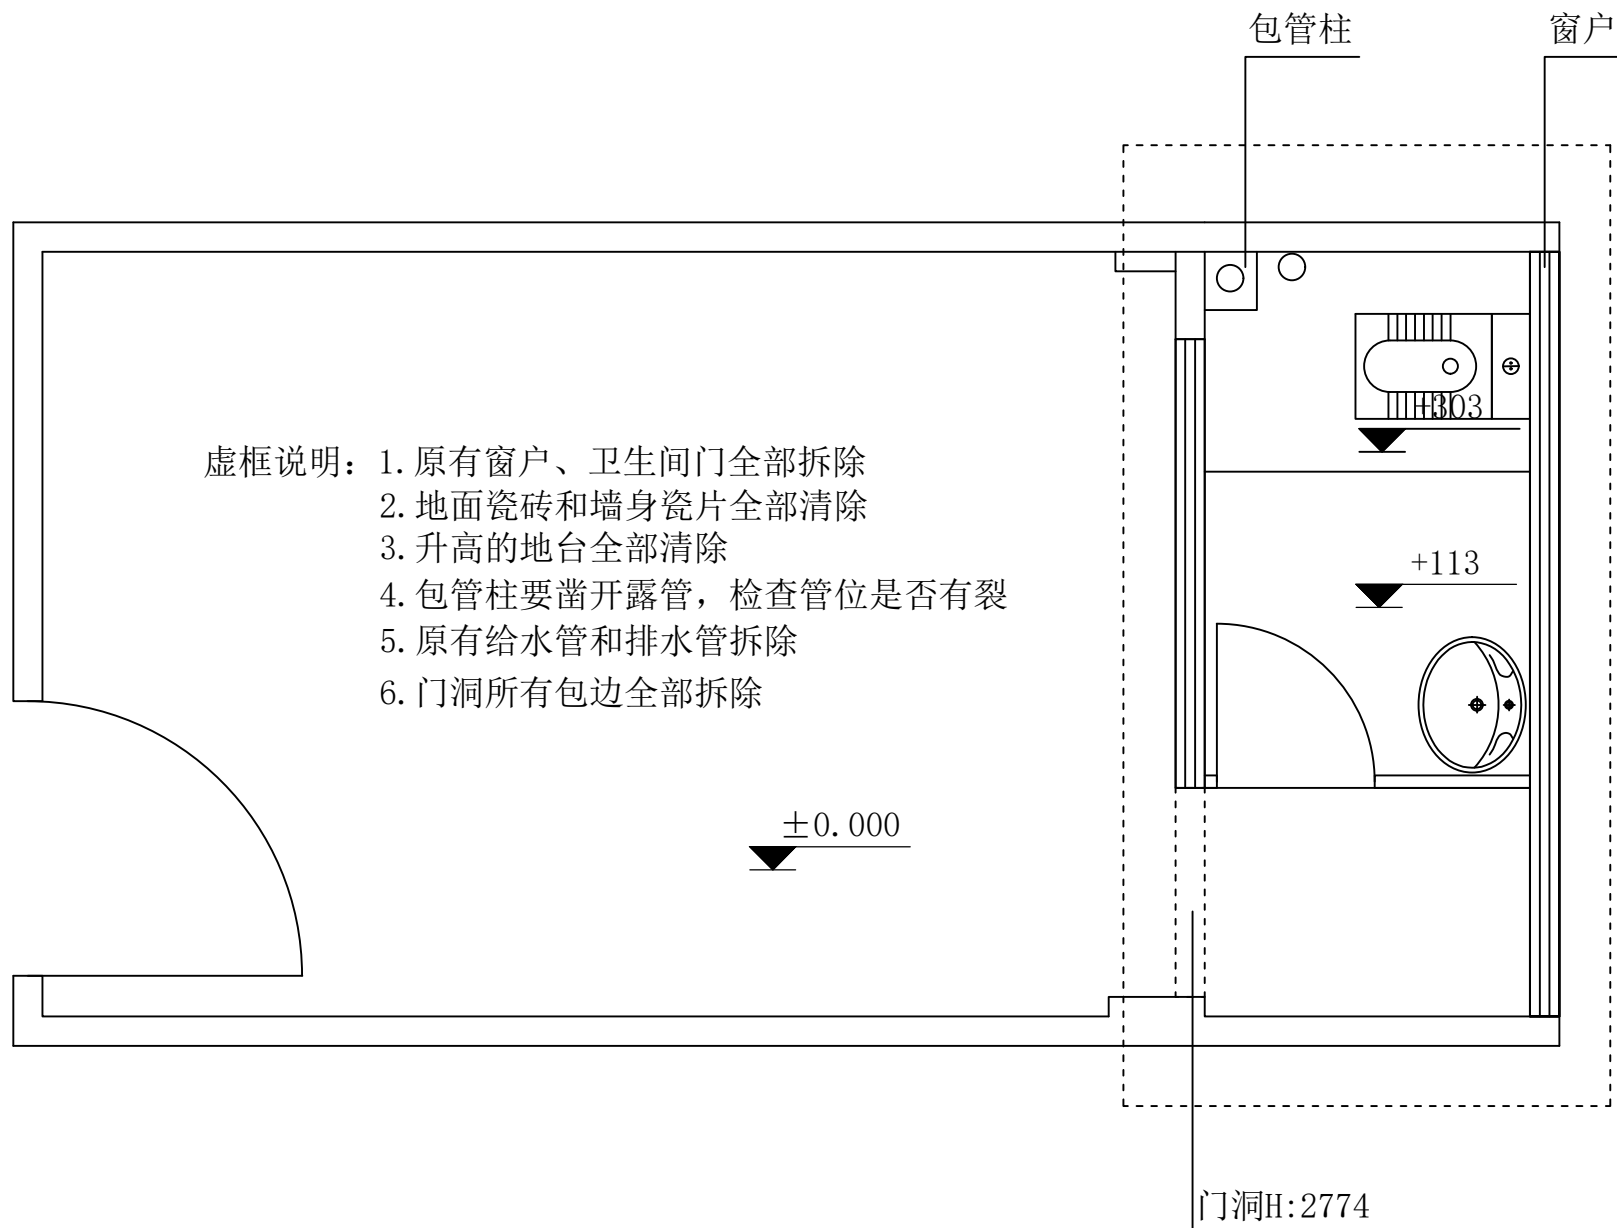 包管柱
窗户
+303
虚框说明：1.原有窗户、卫生间门全部拆除
2.地面瓷砖和墙身瓷片全部清除
3.升高的地台全部清除
4.包管柱要凿开露管，检查管位是否有裂
5.原有给水管和排水管拆除
6.门洞所有包边全部拆除
+113
±0.000
门洞H:2774